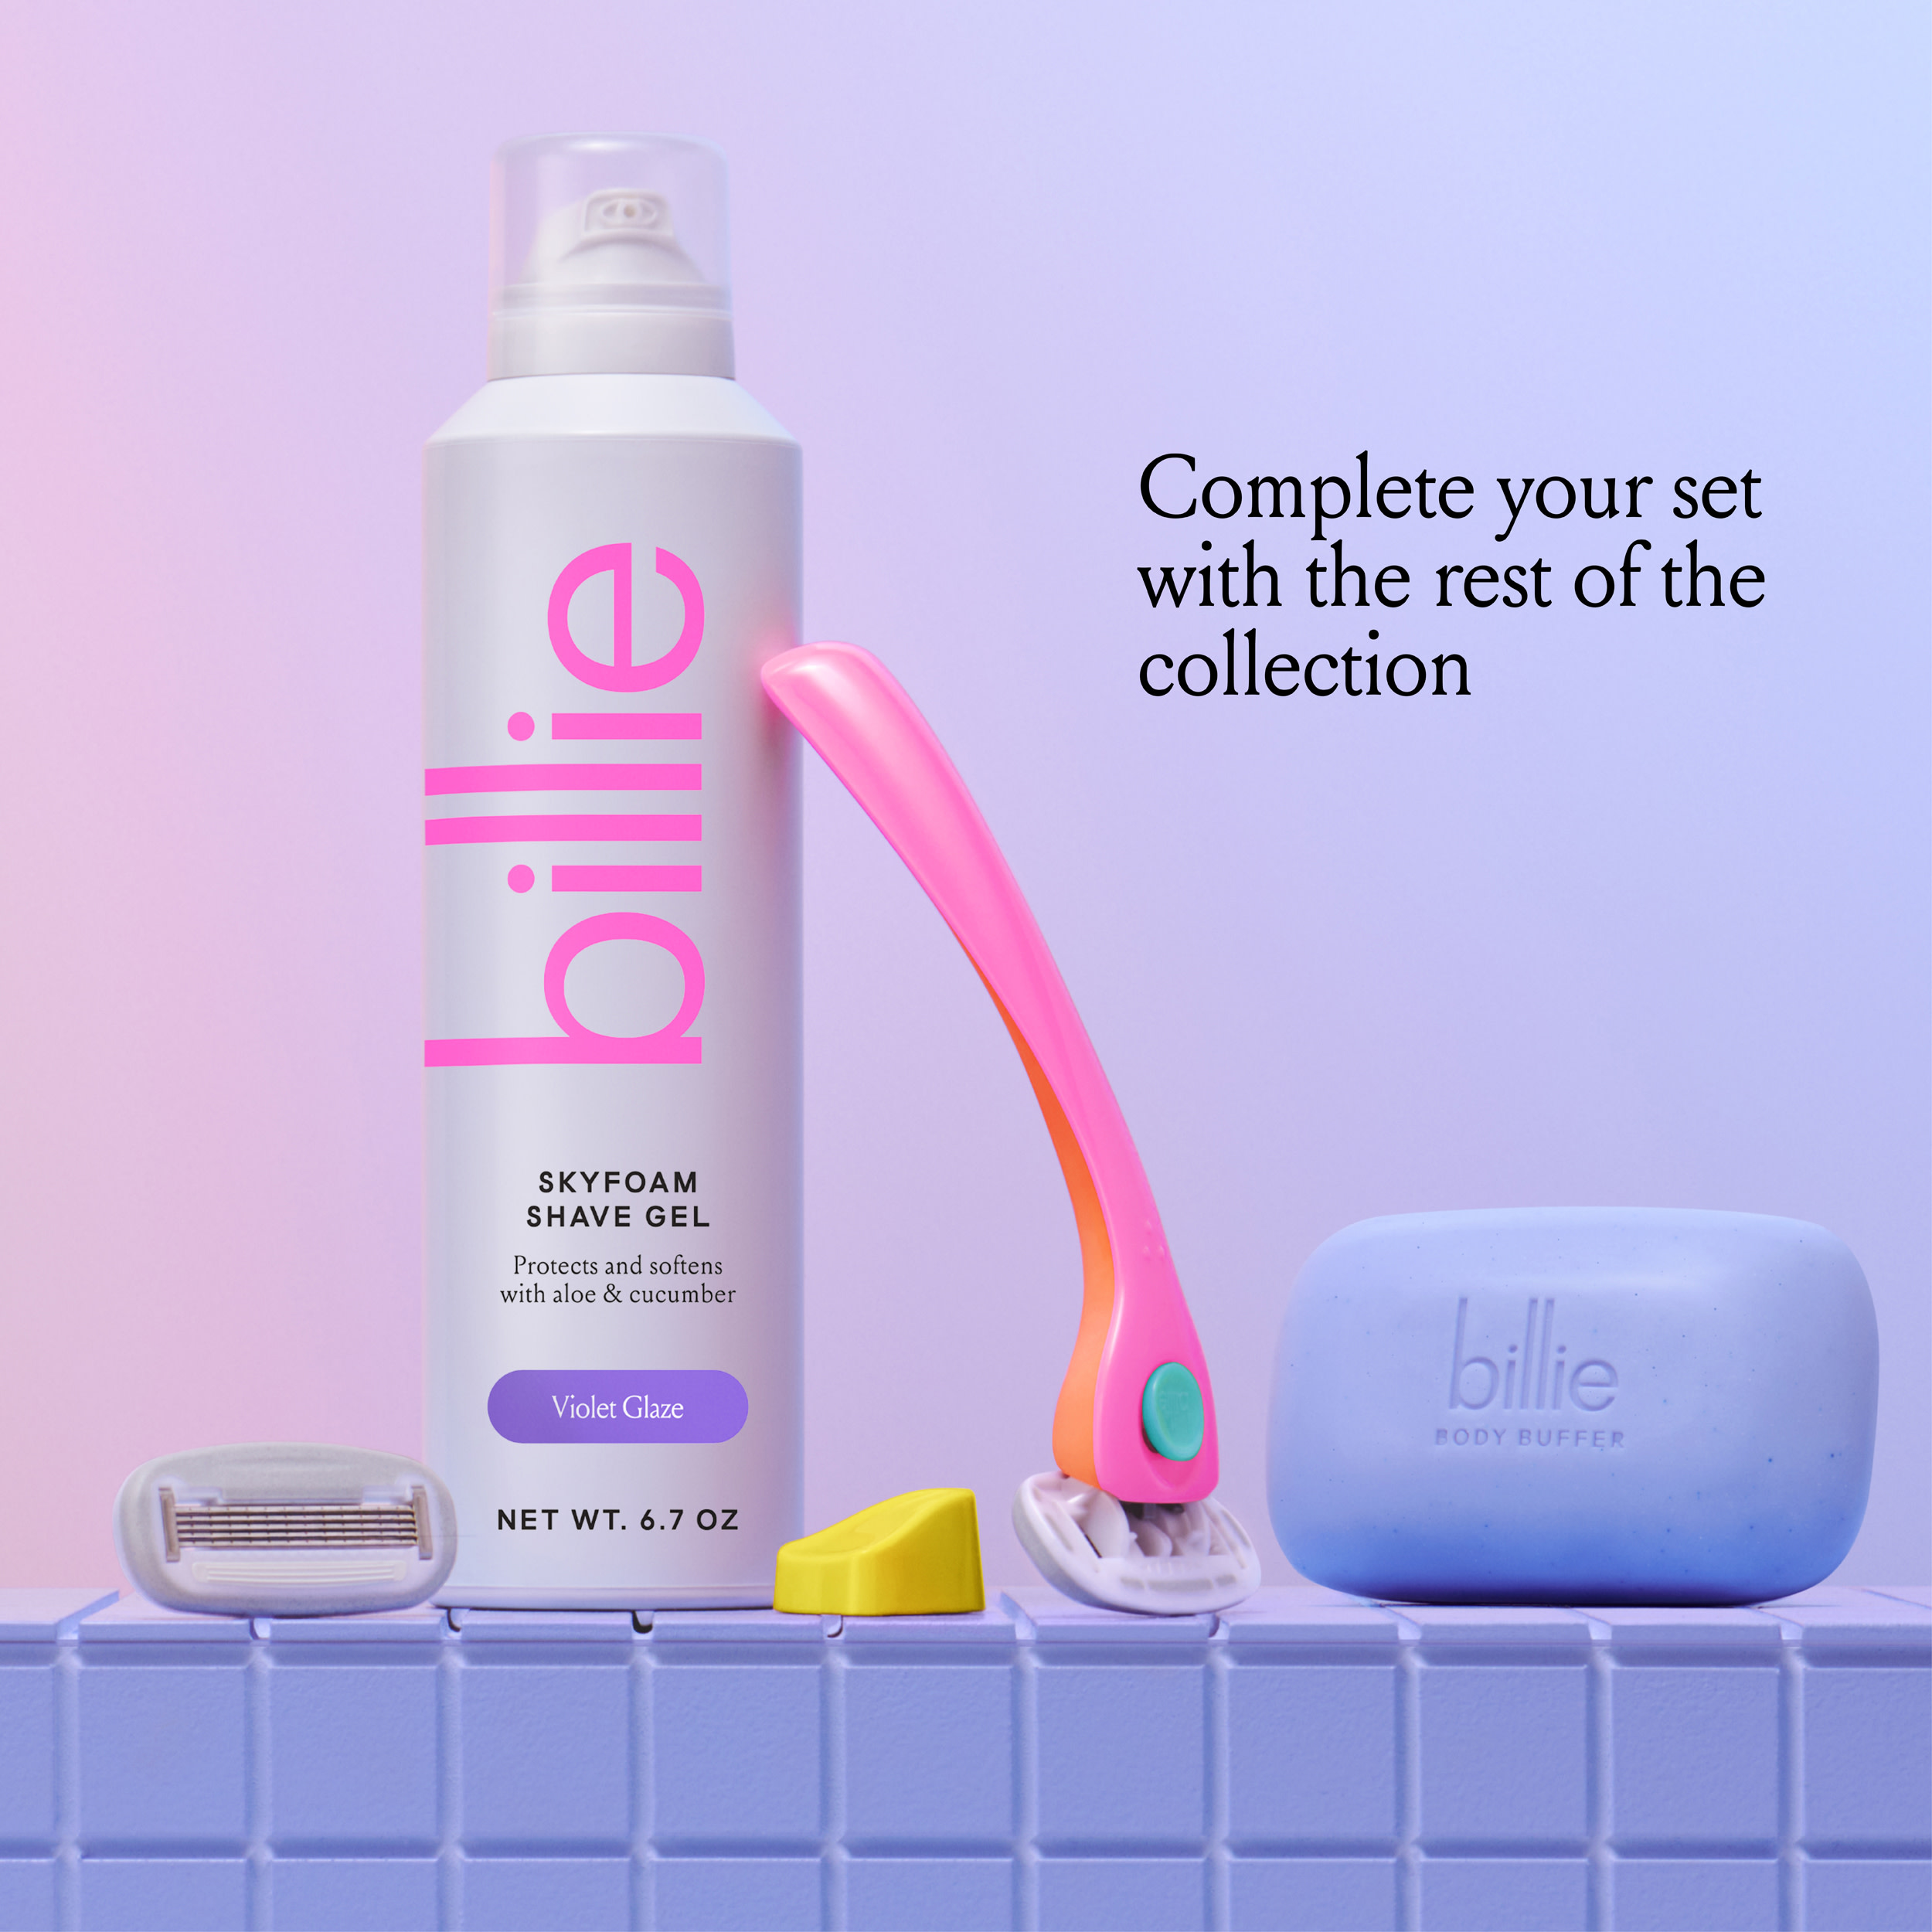 billie
SKYFOAM
SHAVE GEL
Protects and softens
with aloe & cucumber
Violet Glaze
NET WT. 6.7 OZ
Complete your set
with the rest of the
collection
billie
BODY BUFFER